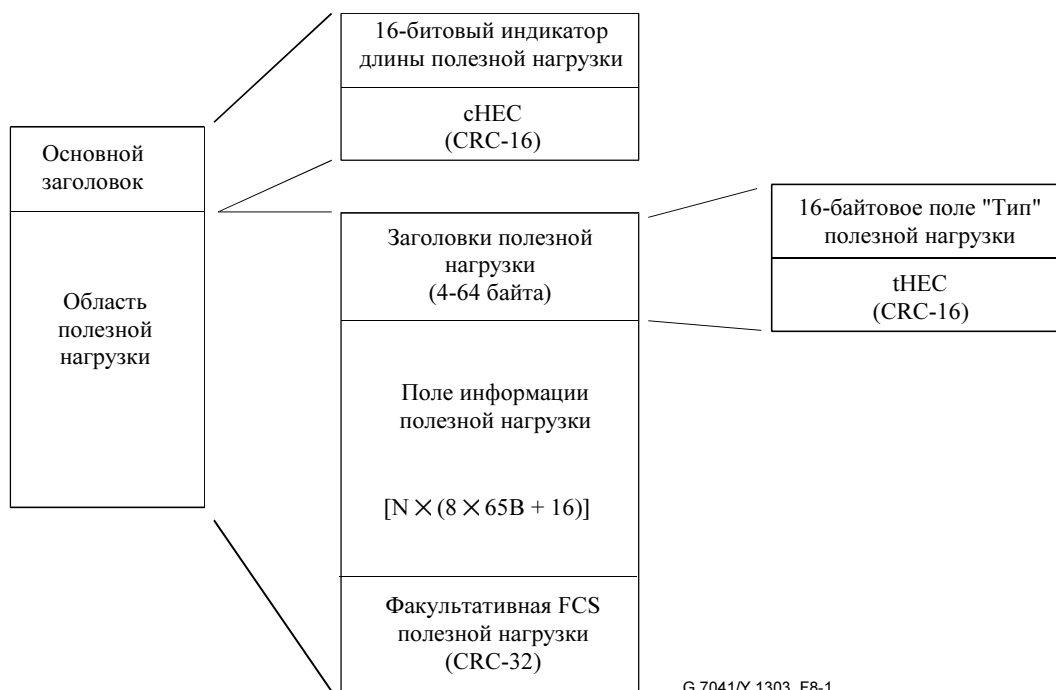 16-битовый индикатор
длины полезной нагрузки
cHEC
(CRC-16)
Основной
заголовок
Область
полезной
нагрузки
Заголовки полезной
нагрузки
(4-64 байта)
16-байтовое поле "Тип"
полезной нагрузки
tHEC
(CRC-16)
Поле информации
полезной нагрузки
[N × (8 × 65B + 16)]
Факультативная FCS
полезной нагрузки
(CRC-32)
G.7041/Y.1303_F8-1